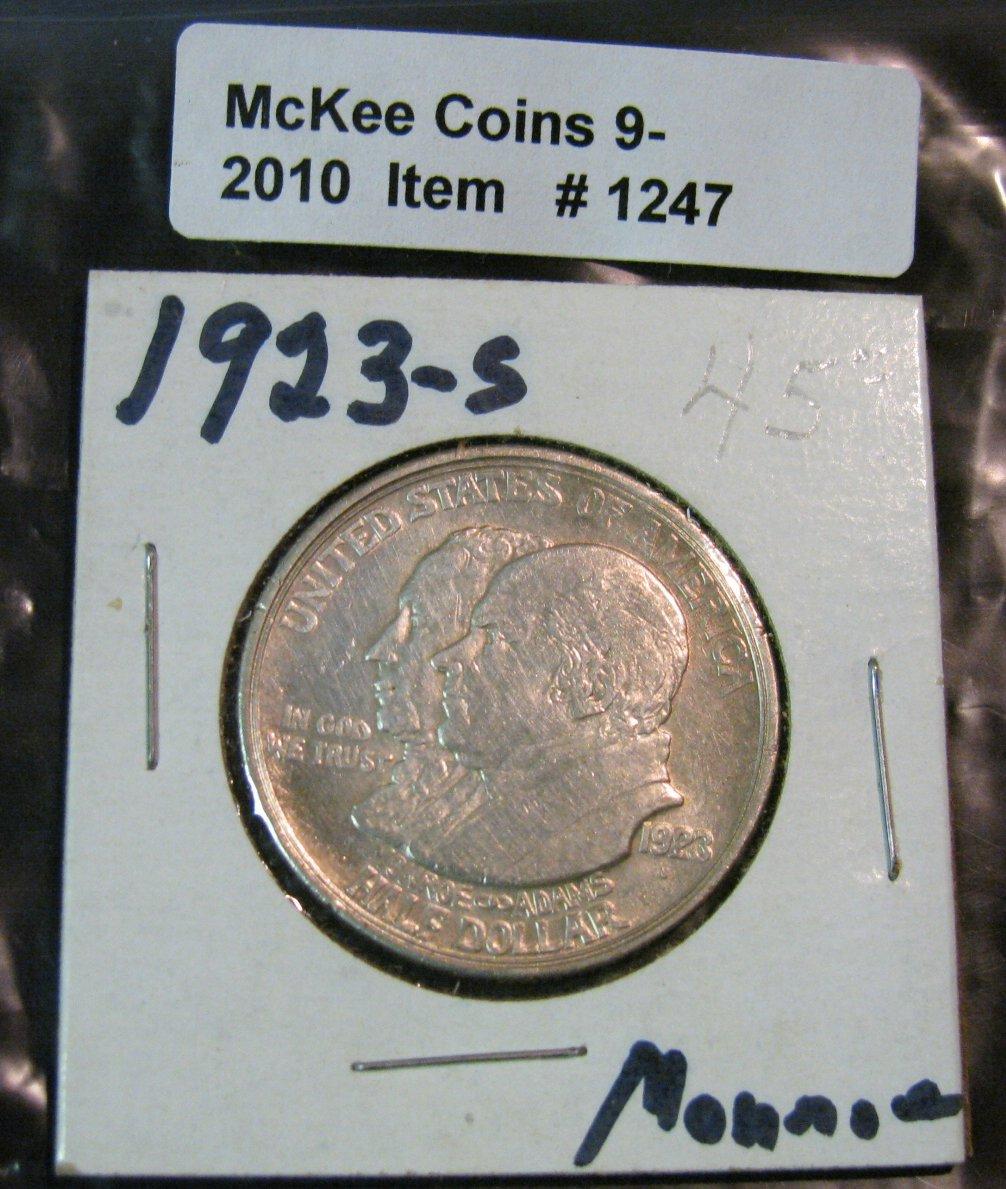 McKee Coins 9-
2010 Item # 1247
1923-S
45
UNITED STATES OF AMERICA
IN GOD
WE TRUST
1923
MONROE ADAMS
HALF DOLLAR
Monroe